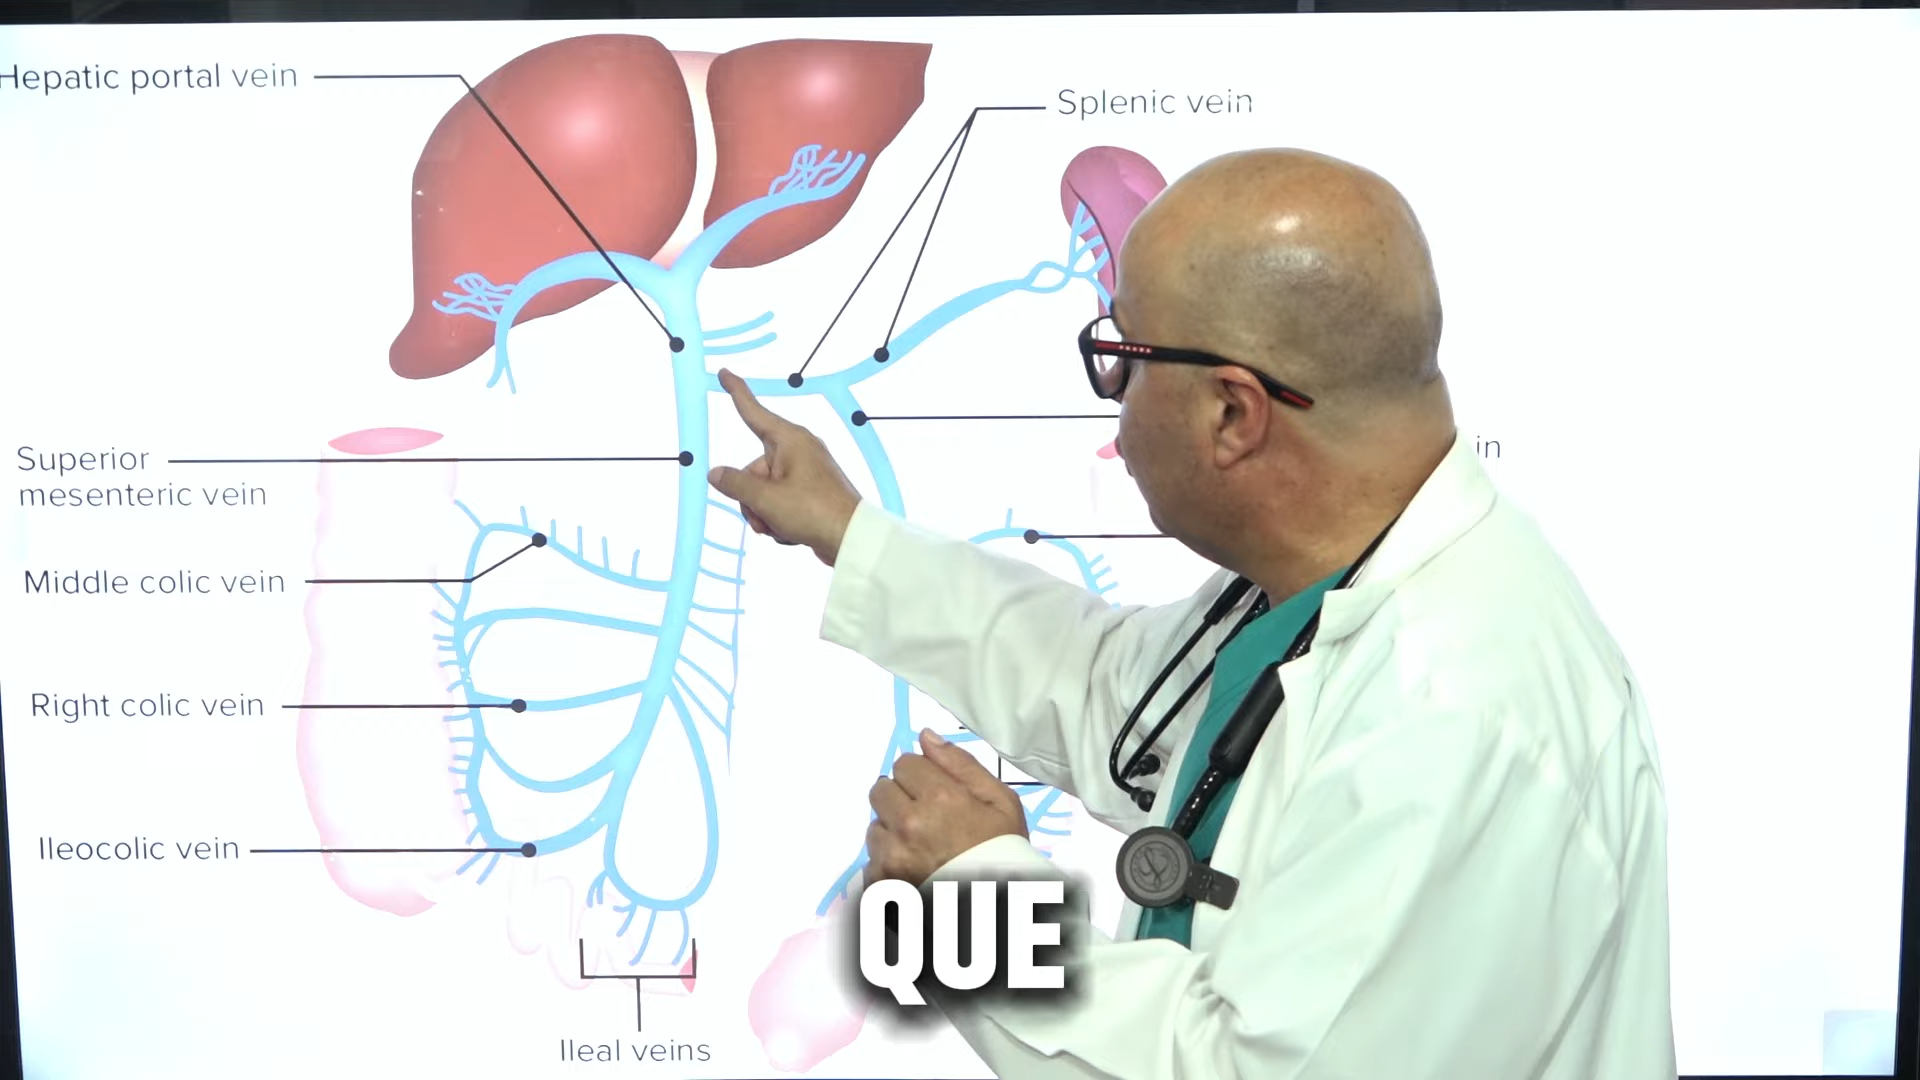 Hepatic portal vein
Splenic vein
Superior
mesenteric vein
in
Middle colic vein
Right colic vein
Ileocolic vein
QUE
Ileal veins